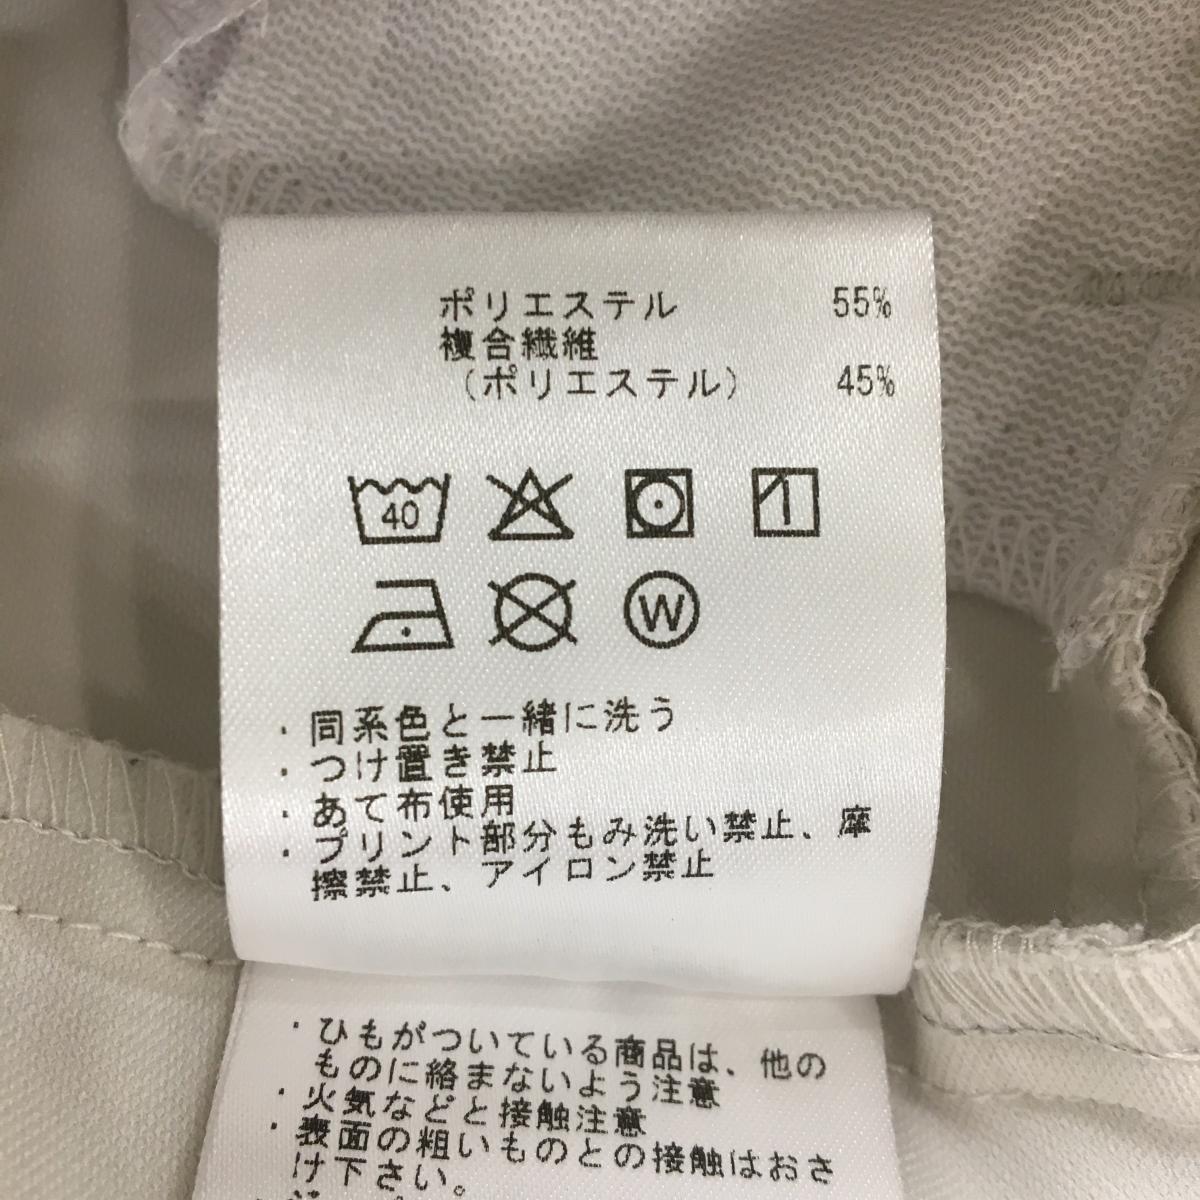 ポリエステル 55%
複合繊維
(ポリエステル) 45%
40
W
・同系色と一緒に洗う
・つけ置き禁止
・あて布使用
・プリント部分もみ洗い禁止、摩
擦禁止、アイロン禁止
・ひもがついている商品は、他の
ものに絡まないよう注意
・火気などと接触注意
・表面の粗いものとの接触はおさ
け下さい。